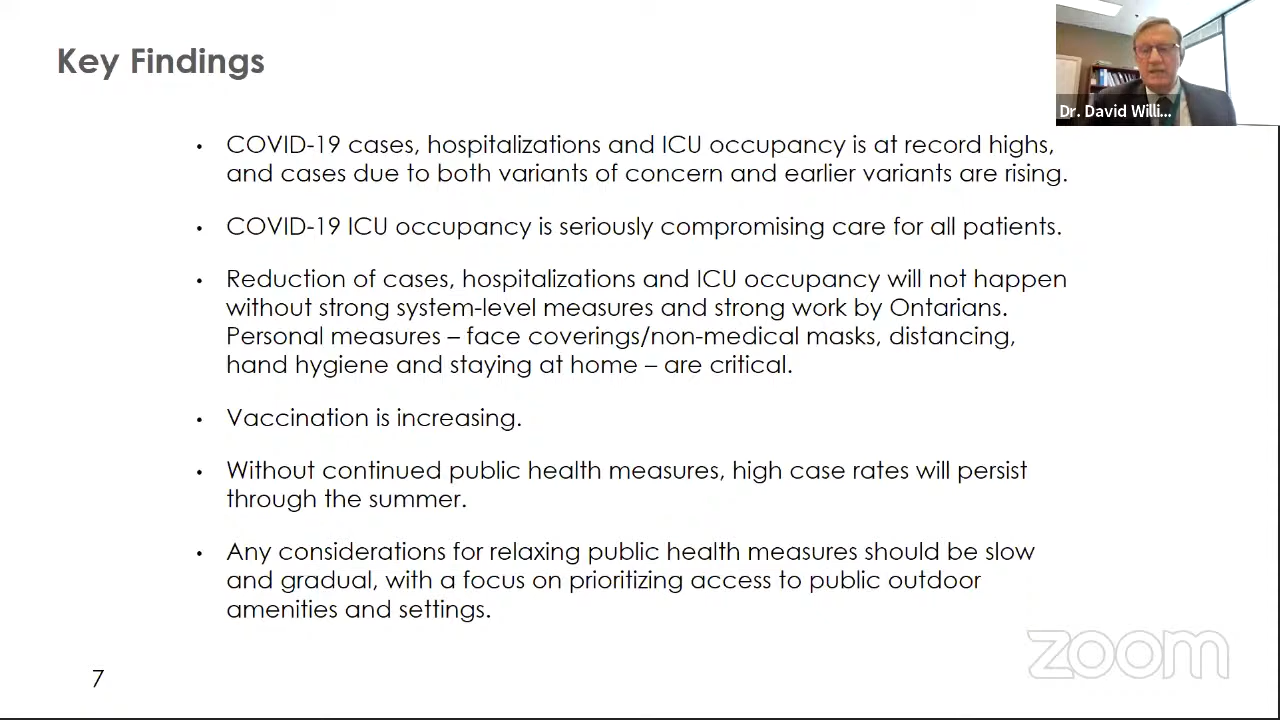 Key Findings
Dr. David Willi...
• COVID-19 cases, hospitalizations and ICU occupancy is at record highs,
and cases due to both variants of concern and earlier variants are rising.
• COVID-19 ICU occupancy is seriously compromising care for all patients.
• Reduction of cases, hospitalizations and ICU occupancy will not happen
without strong system-level measures and strong work by Ontarians.
Personal measures – face coverings/non-medical masks, distancing,
hand hygiene and staying at home – are critical.
• Vaccination is increasing.
• Without continued public health measures, high case rates will persist
through the summer.
• Any considerations for relaxing public health measures should be slow
and gradual, with a focus on prioritizing access to public outdoor
amenities and settings.
zoom
7